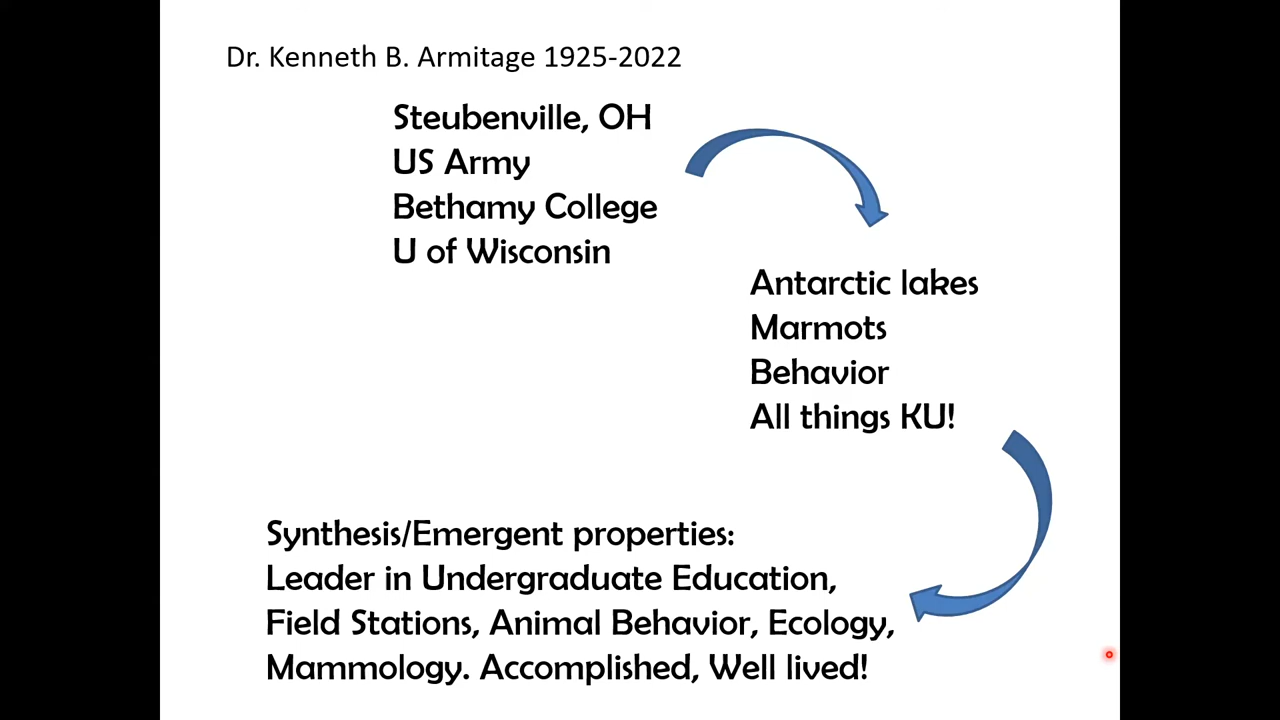 Dr. Kenneth B. Armitage 1925-2022
Steubenville, OH
US Army
Bethamy College
U of Wisconsin
Antarctic lakes
Marmots
Behavior
All things KU!
Synthesis/Emergent properties:
Leader in Undergraduate Education,
Field Stations, Animal Behavior, Ecology,
Mammology. Accomplished, Well lived!